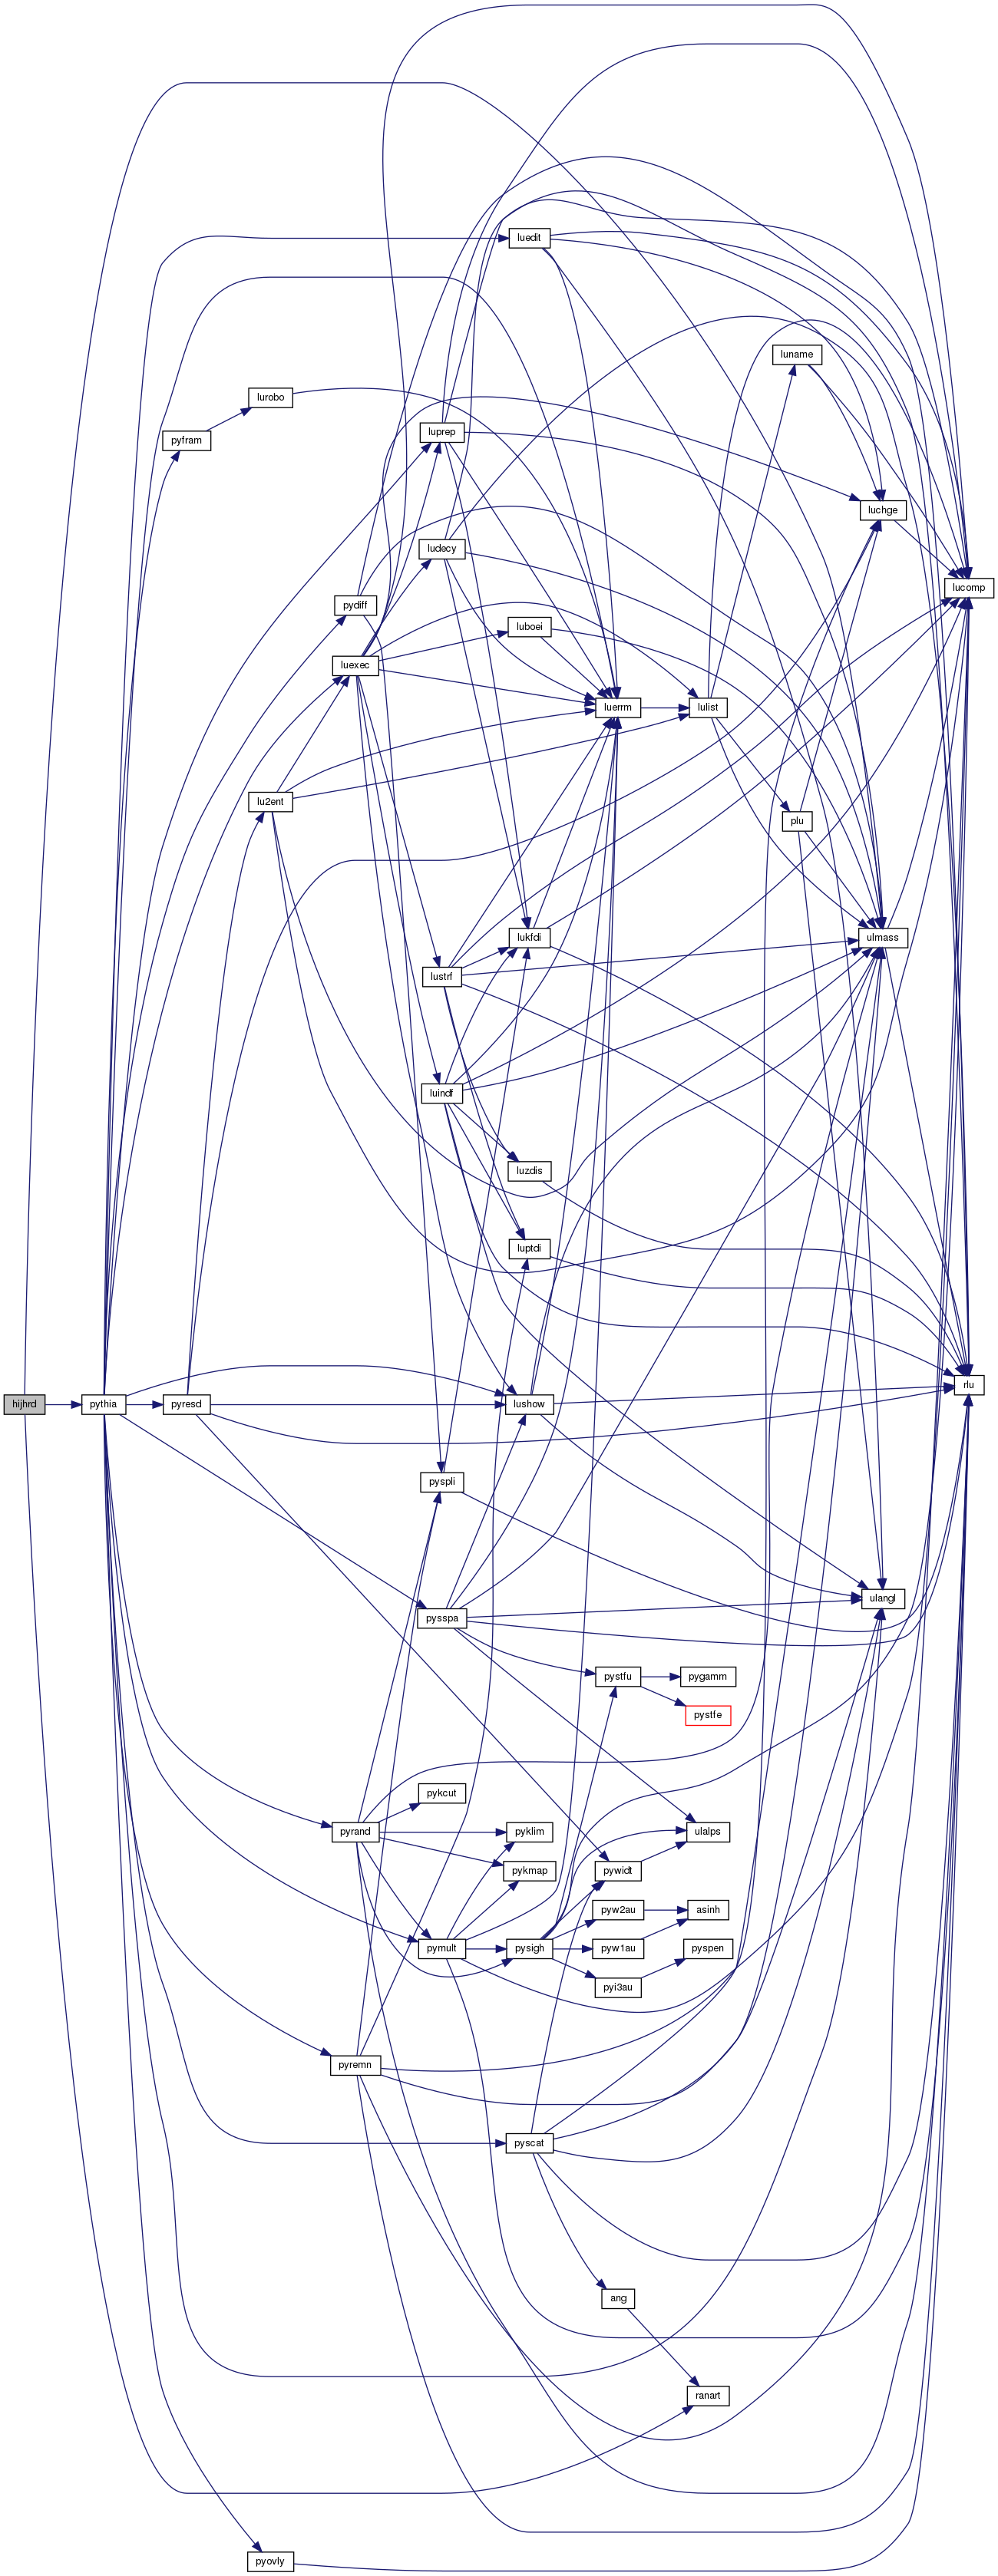 luedit
luname
lurobo
luprep
pyfram
luchge
ludecy
lucomp
pydiff
luboei
luexec
luerrm
lulist
lu2ent
plu
lukfdi
ulmass
lustrf
luindf
luzdis
luptdi
rlu
hijhrd
pythia
pyresd
lushow
pyspli
ulangl
pysspa
pystfu
pygamm
pystfe
pykcut
pyrand
pyklim
ulalps
pykmap
pywidt
pyw2au
asinh
pymult
pysigh
pyw1au
pyspen
pyi3au
pyremn
pyscat
ang
ranart
pyovly